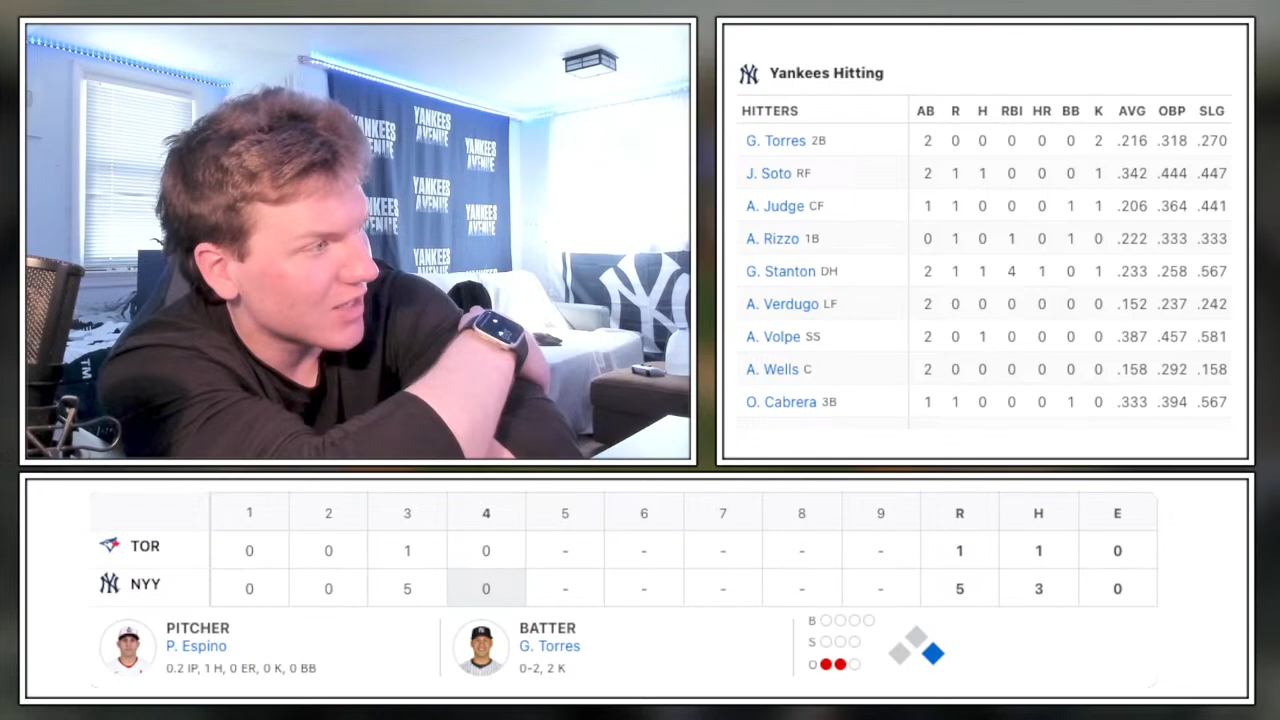 YANKEES AVENUE
YANKEES AVENUE
YANKEES AVENUE
YANKEES AVENUE
YANKEES AVENUE
YANKEES AVENUE
YANKEES
YANKEES
TM
NY
Yankees Hitting
HITTERS AB H RBI HR BB K AVG OBP SLG
G. Torres 2B 2 0 0 0 0 2 .216 .318 .270
J. Soto RF 2 1 1 0 0 0 1 .342 .444 .447
A. Judge CF 1 0 0 0 1 1 .206 .364 .441
A. Rizzo 1B 0 0 1 0 1 0 .222 .333 .333
G. Stanton DH 2 1 1 4 1 0 1 .233 .258 .567
A. Verdugo LF 2 0 0 0 0 0 0 .152 .237 .242
A. Volpe SS 2 0 1 0 0 0 0 .387 .457 .581
A. Wells C 2 0 0 0 0 0 0 .158 .292 .158
O. Cabrera 3B 1 1 0 0 0 1 0 .333 .394 .567
1 2 3 4 5 6 7 8 9 R H E
TOR 0 0 1 0 - - - - - 1 1 0
NYY 0 0 5 0 - - - - - 5 3 0
PITCHER
P. Espino
0.2 IP, 1 H, 0 ER, 0 K, 0 BB
BATTER
G. Torres
0-2, 2 K
B
S
O